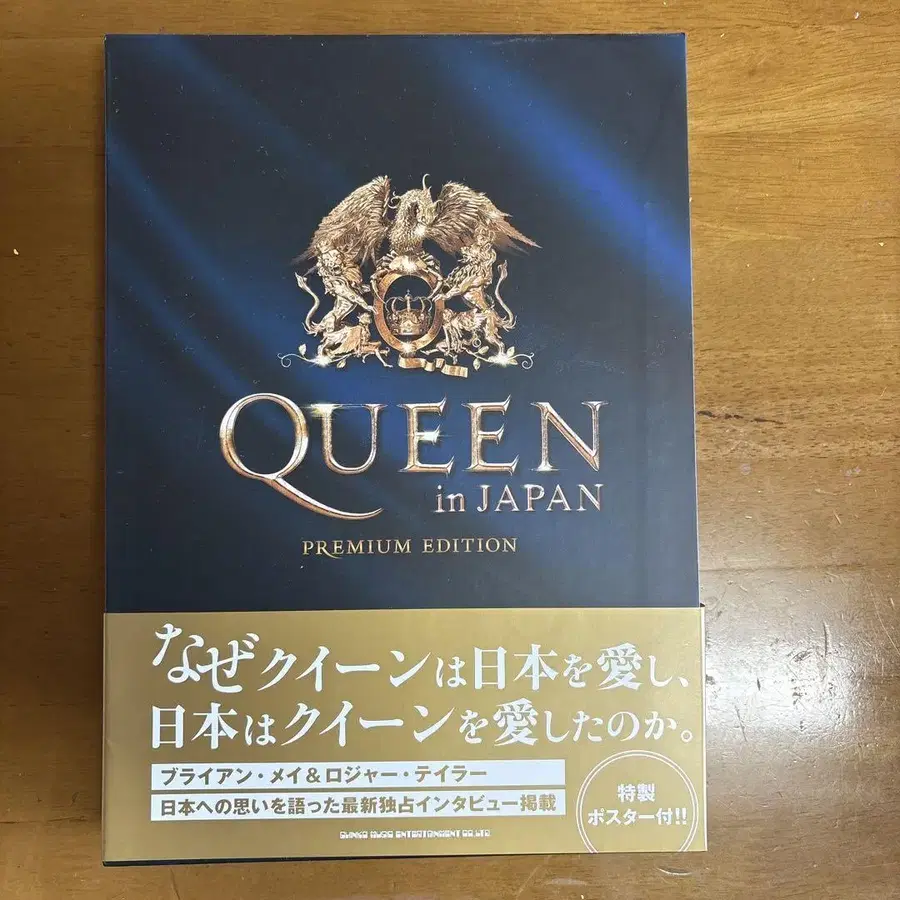 QUEEN
in JAPAN
PREMIUM EDITION
なぜクイーンは日本を愛し、
日本はクイーンを愛したのか。
ブライアン・メイ&ロジャー・テイラー
日本への思いを語った最新独占インタビュー掲載
特製
ポスター付!!
SHINKO MUSIC ENTERTAINMENT CO.LTD